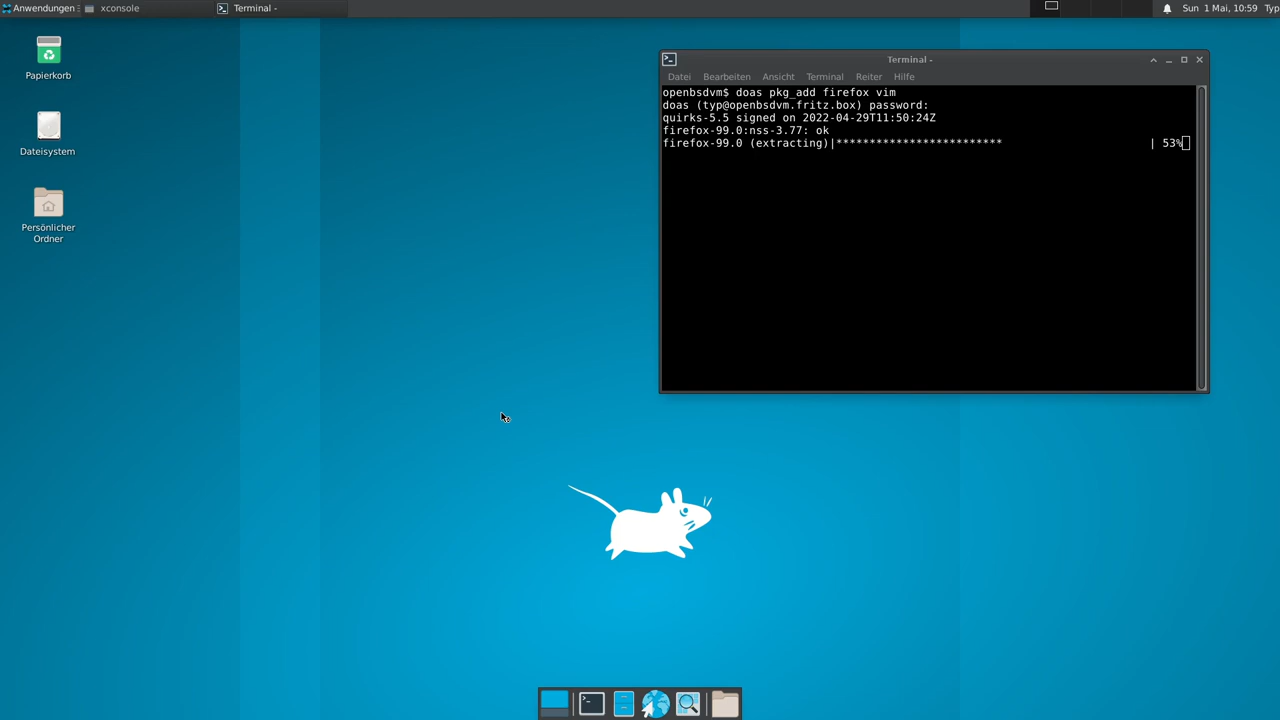 Anwendungen
xconsole
Terminal -
Sun 1 Mai, 10:59
Typ
Papierkorb
Dateisystem
Persönlicher
Ordner
Terminal -
Datei Bearbeiten Ansicht Terminal Reiter Hilfe
openbsdvm$ doas pkg_add firefox vim
doas (typ@openbsdvm.fritz.box) password:
quirks-5.5 signed on 2022-04-29T11:50:24Z
firefox-99.0:nss-3.77: ok
firefox-99.0 (extracting)|************************* | 53%